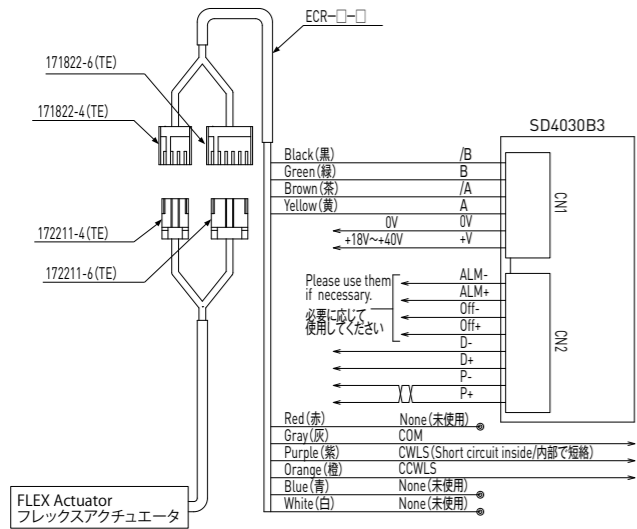 ECR-□-□
171822-6(TE)
171822-4(TE)
172211-4(TE)
172211-6(TE)
SD4030B3
Black(黒) /B
Green(緑) B
Brown(茶) /A
Yellow(黄) A
0V 0V
+18V~+40V +V
CN1
Please use them
if necessary.
必要に応じて
使用してください
ALM-
ALM+
Off-
Off+
D-
D+
P-
P+
CN2
Red(赤) None(未使用)
Gray(灰) COM
Purple(紫) CWLS(Short circuit inside/内部で短絡)
Orange(橙) CCWLS
Blue(青) None(未使用)
White(白) None(未使用)
FLEX Actuator
フレックスアクチュエータ